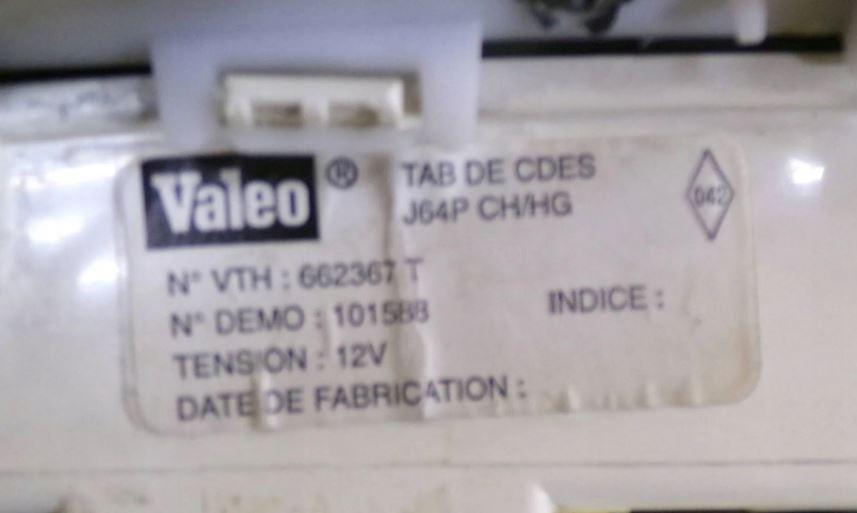 Valeo ®
TAB DE CDES
J64P CH/HG
042
N° VTH : 662367 T
N° DEMO : 101588
INDICE :
TENSION : 12V
DATE DE FABRICATION :